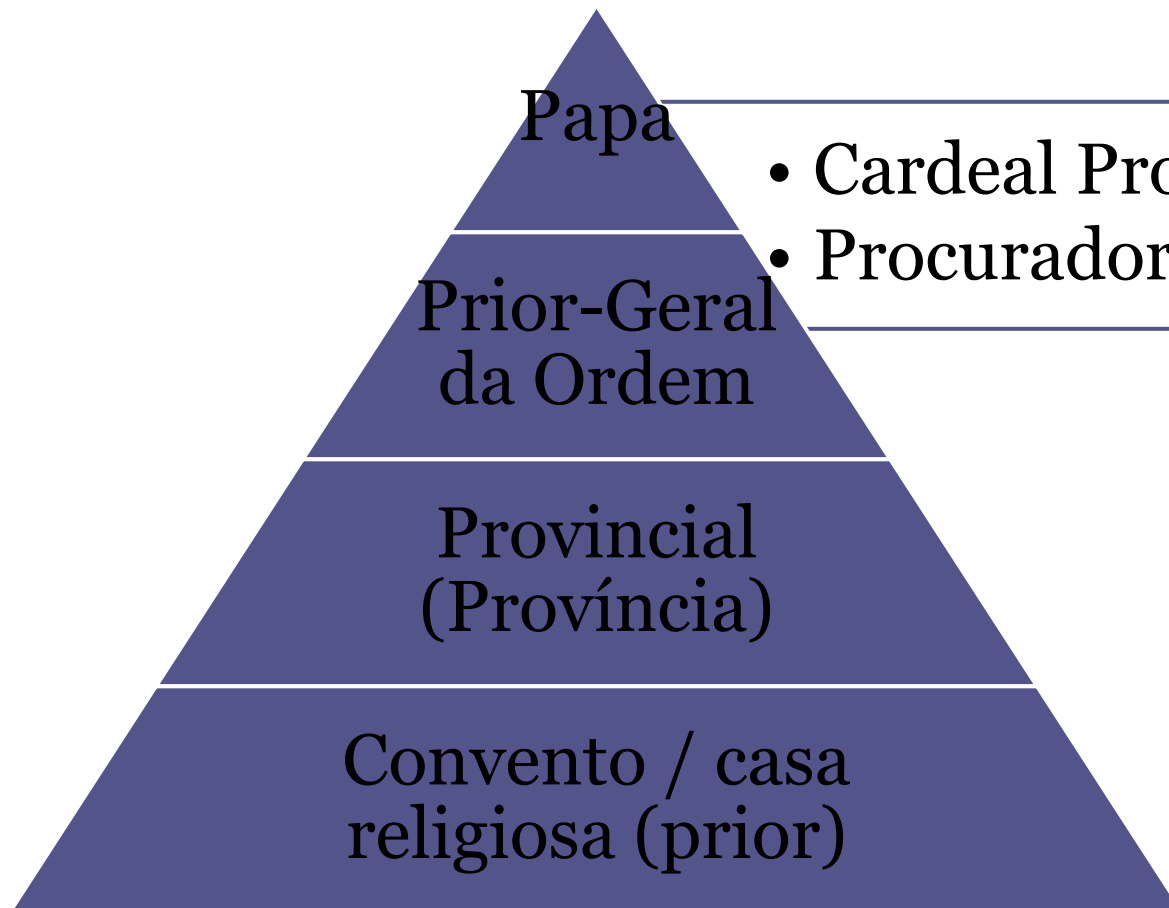 Papa
• Cardeal Pro
• Procurador
Prior-Geral
da Ordem
Provincial
(Província)
Convento / casa
religiosa (prior)